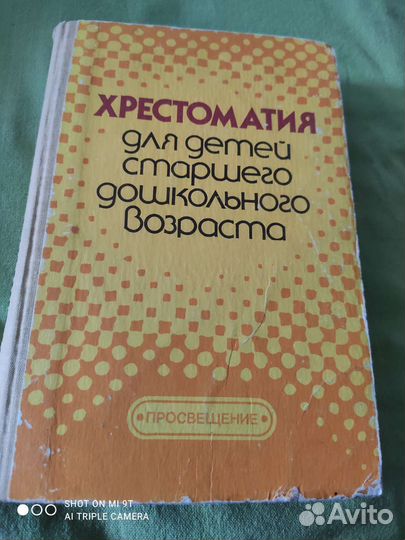 ХРЕСТОМАТИЯ
для детей
старшего
дошкольного
возраста
• ПРОСВЕЩЕНИЕ •
SHOT ON MI 9T
AI TRIPLE CAMERA
Avito